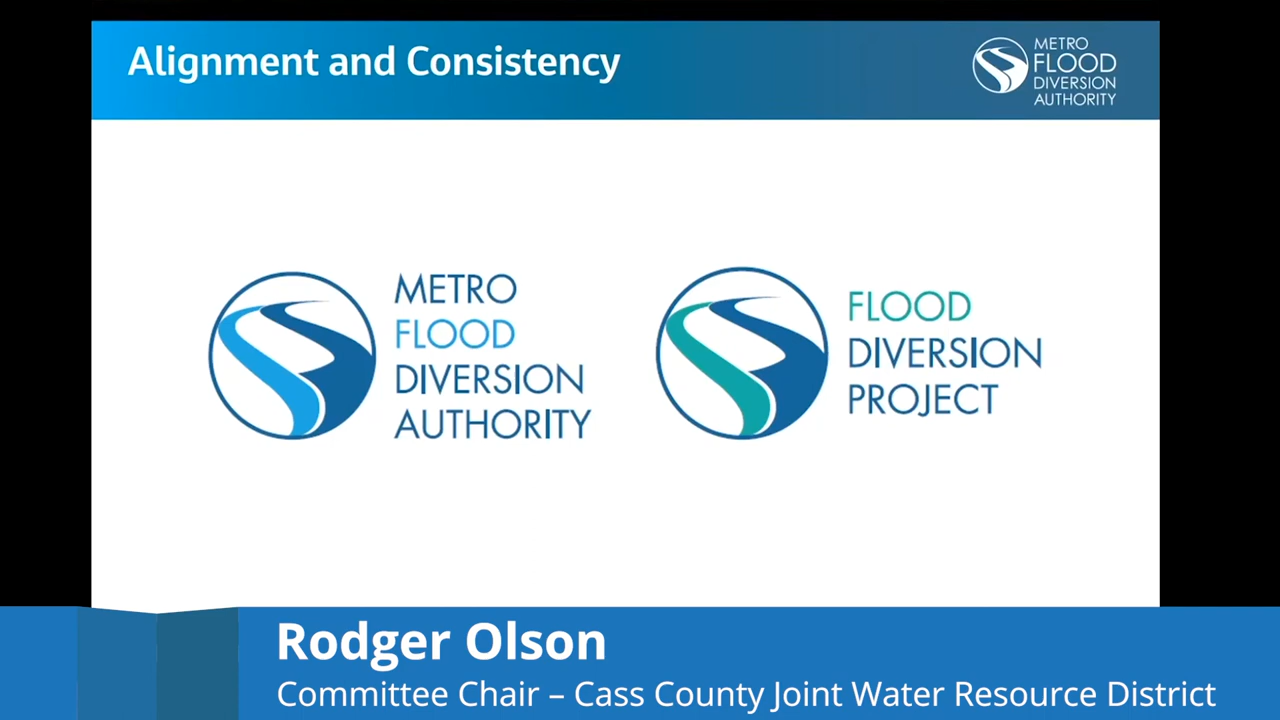 Alignment and Consistency
METRO
FLOOD
DIVERSION
AUTHORITY
METRO
FLOOD
DIVERSION
AUTHORITY
FLOOD
DIVERSION
PROJECT
Rodger Olson
Committee Chair – Cass County Joint Water Resource District